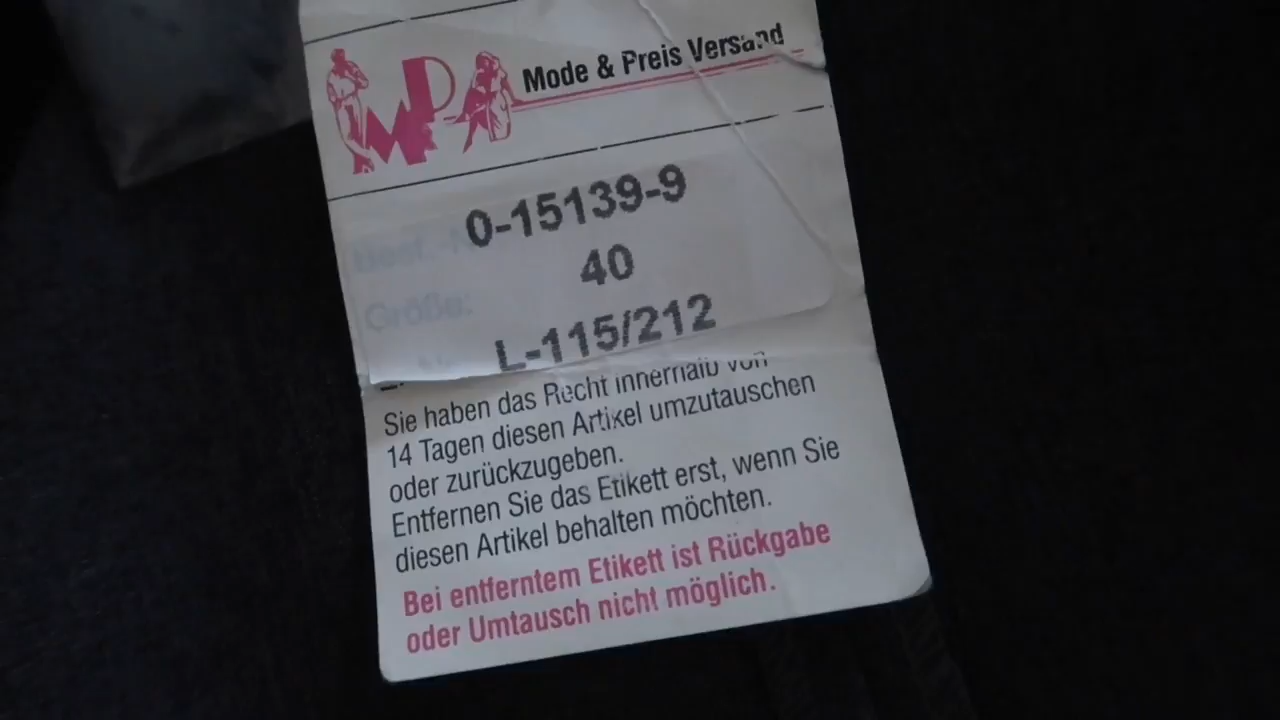 MP Mode & Preis Versand
0-15139-9
Größe: 40
L-115/212
Sie haben das Recht innerhalb von
14 Tagen diesen Artikel umzutauschen
oder zurückzugeben.
Entfernen Sie das Etikett erst, wenn Sie
diesen Artikel behalten möchten.
Bei entferntem Etikett ist Rückgabe
oder Umtausch nicht möglich.